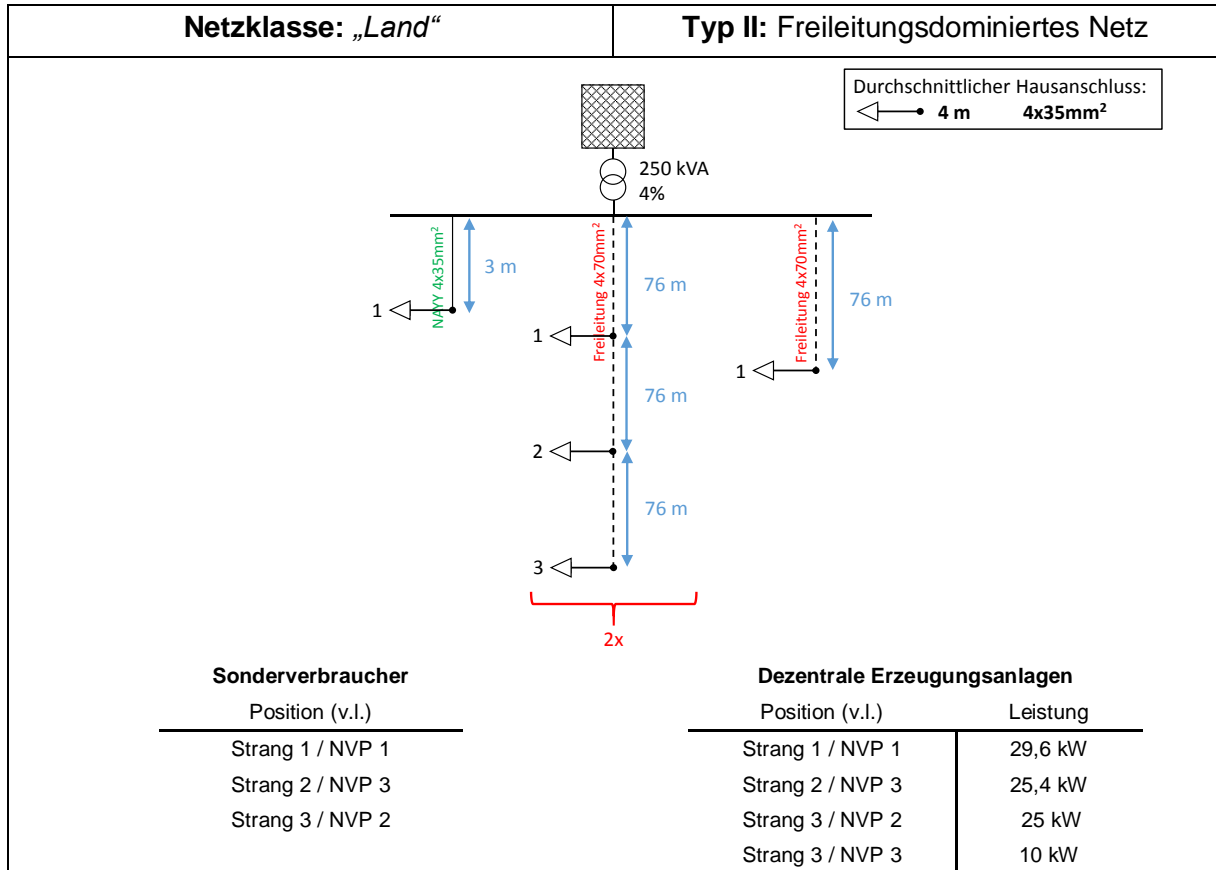 Netzklasse: „Land“
Typ II: Freileitungsdominiertes Netz
Durchschnittlicher Hausanschluss:
4 m 4x35mm²
250 kVA
4%
NAYY 4x35mm²
3 m
1
Freileitung 4x70mm²
76 m
1
76 m
2
76 m
3
2x
Freileitung 4x70mm²
76 m
1
Sonderverbraucher
Position (v.l.)
Strang 1 / NVP 1
Strang 2 / NVP 3
Strang 3 / NVP 2
Dezentrale Erzeugungsanlagen
Position (v.l.) Leistung
Strang 1 / NVP 1 29,6 kW
Strang 2 / NVP 3 25,4 kW
Strang 3 / NVP 2 25 kW
Strang 3 / NVP 3 10 kW